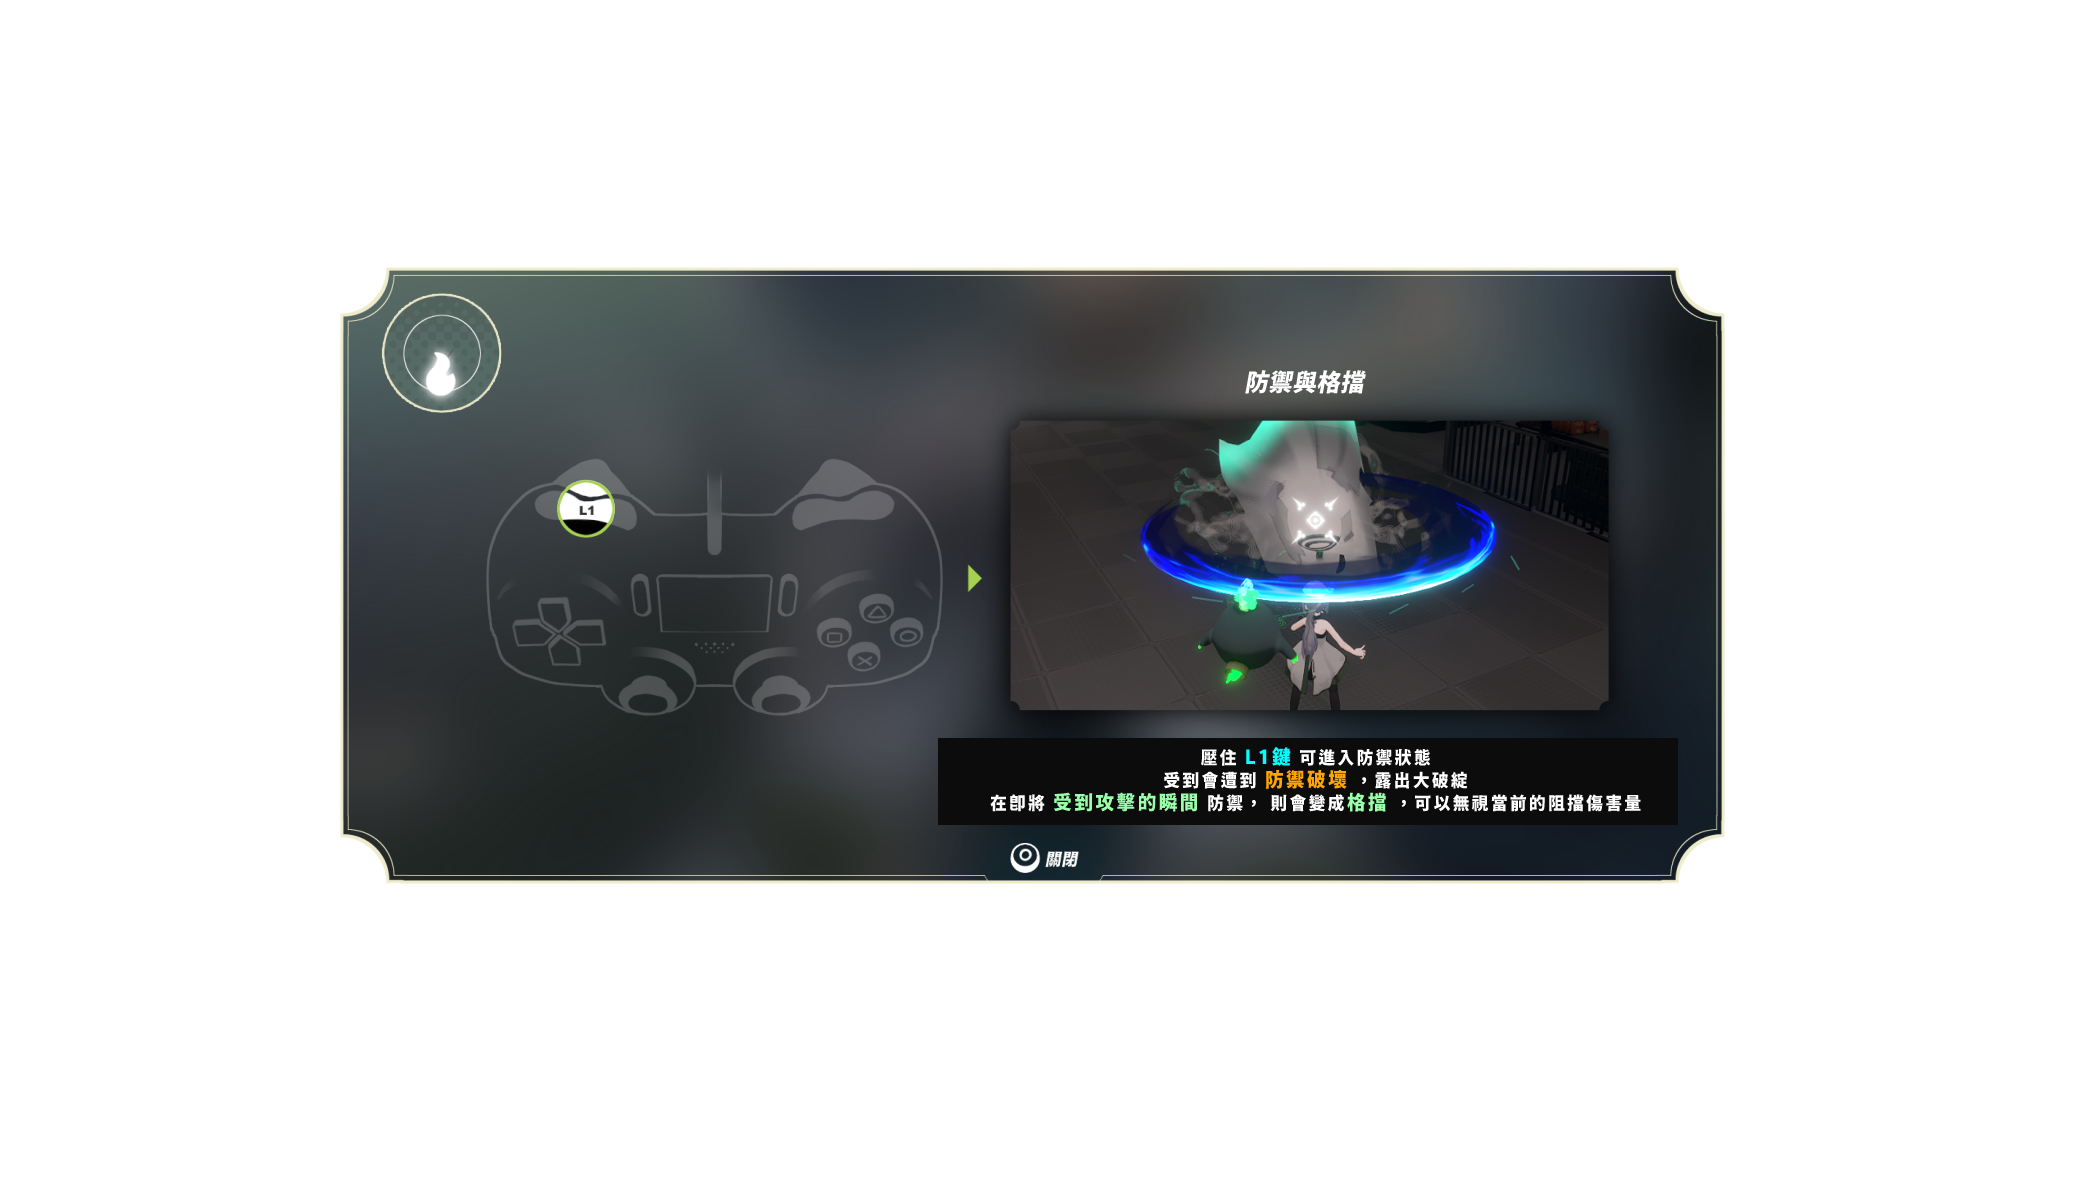 防禦與格擋
L1
壓住 L1鍵 可進入防禦狀態
受到會遭到 防禦破壞 ，露出大破綻
在即將 受到攻擊的瞬間 防禦， 則會變成格擋 ，可以無視當前的阻擋傷害量
關閉